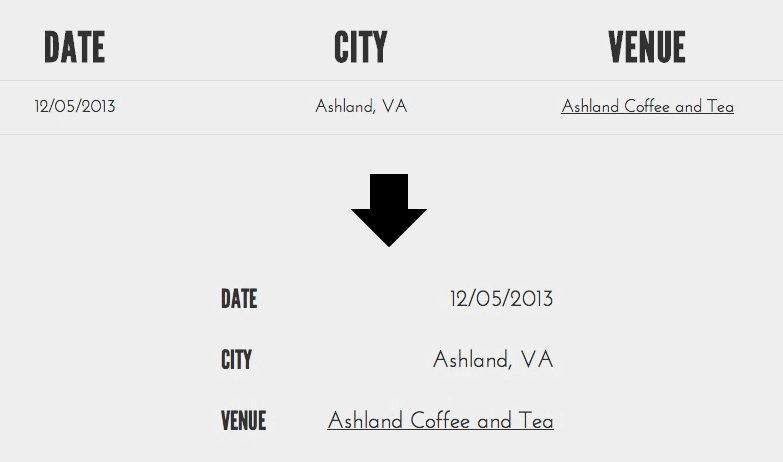 DATE CITY VENUE
12/05/2013 Ashland, VA Ashland Coffee and Tea
DATE 12/05/2013
CITY Ashland, VA
VENUE Ashland Coffee and Tea